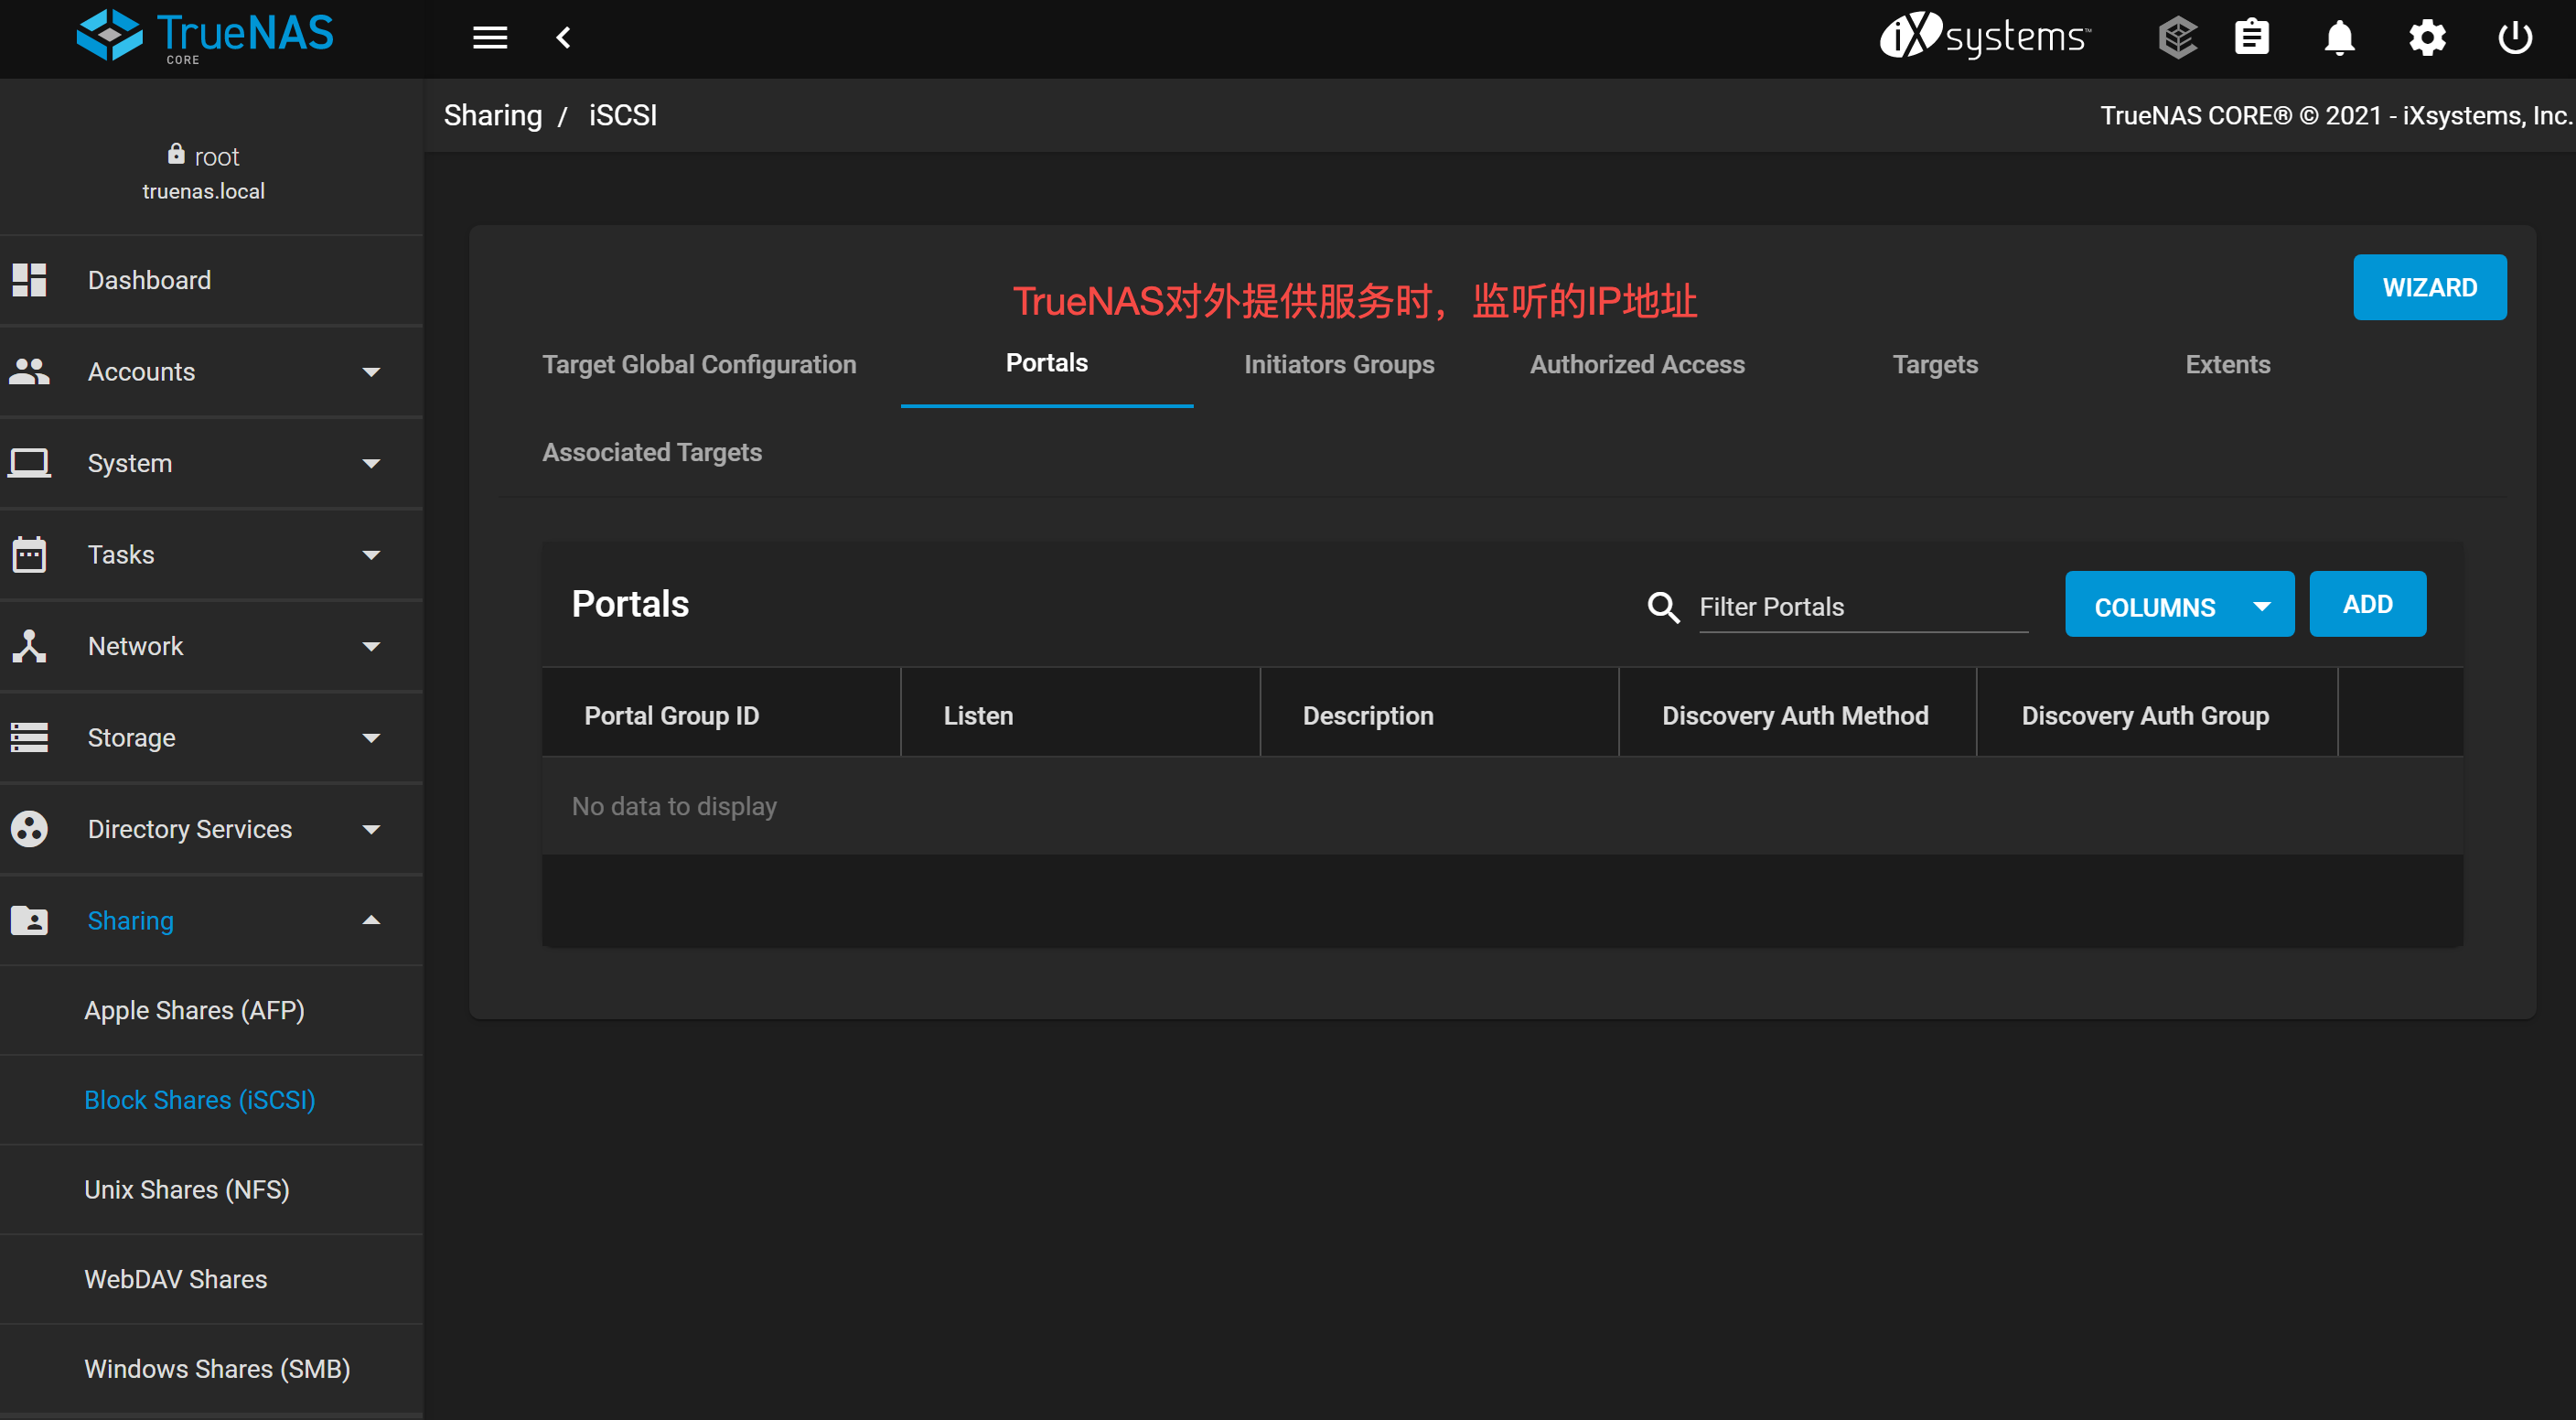 TrueNAS
CORE
iXsystems™
Sharing / iSCSI
TrueNAS CORE® © 2021 - iXsystems, Inc.
root
truenas.local
Dashboard
Accounts
System
Tasks
Network
Storage
Directory Services
Sharing
Apple Shares (AFP)
Block Shares (iSCSI)
Unix Shares (NFS)
WebDAV Shares
Windows Shares (SMB)
WIZARD
TrueNAS对外提供服务时，监听的IP地址
Target Global Configuration
Portals
Initiators Groups
Authorized Access
Targets
Extents
Associated Targets
Portals
Filter Portals
COLUMNS
ADD
Portal Group ID
Listen
Description
Discovery Auth Method
Discovery Auth Group
No data to display